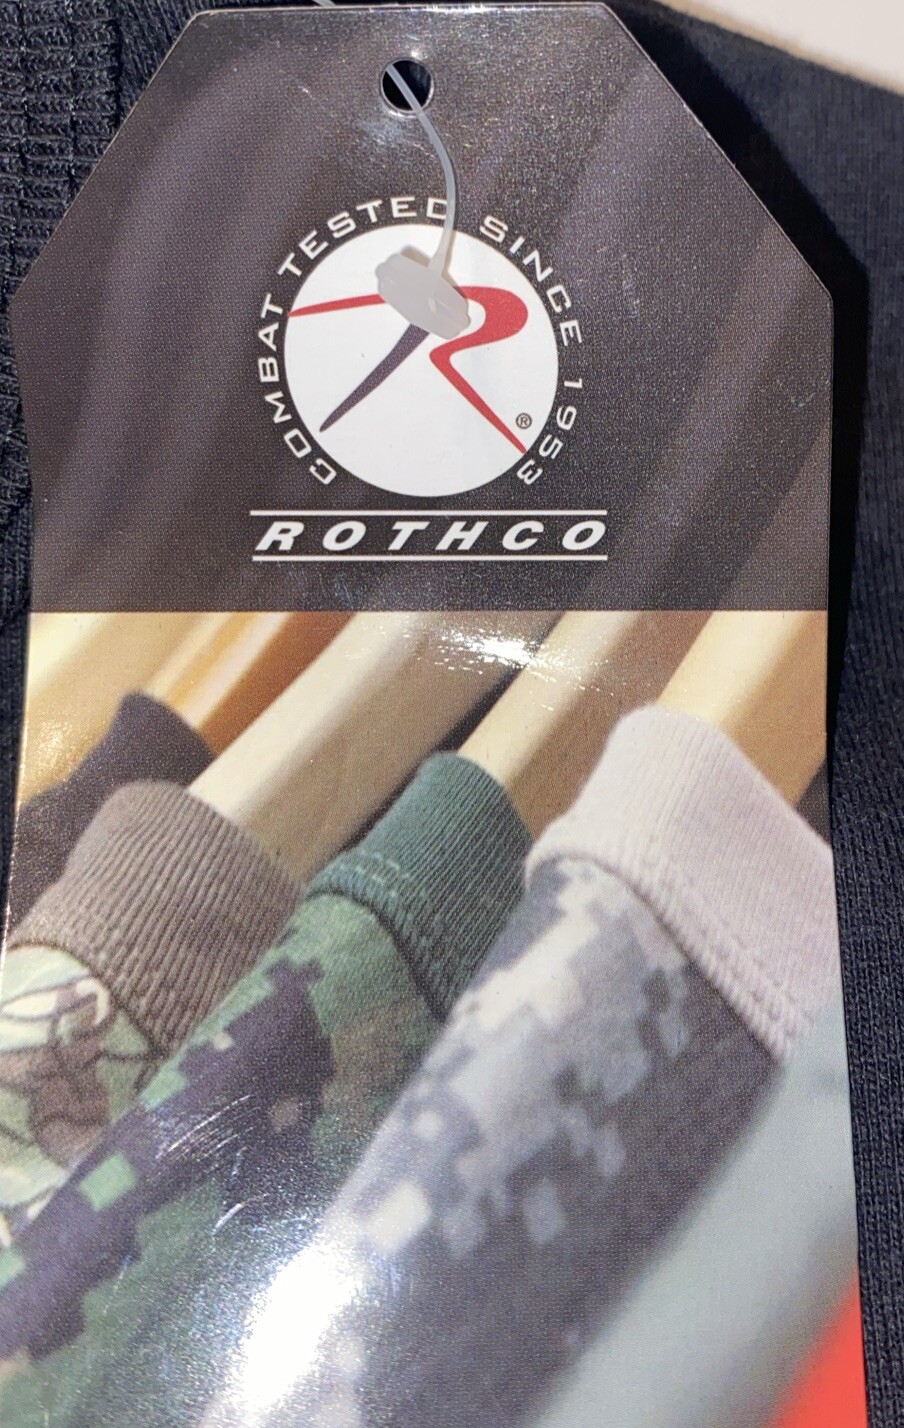 COMBAT TESTED SINCE 1953
R
®
ROTHCO